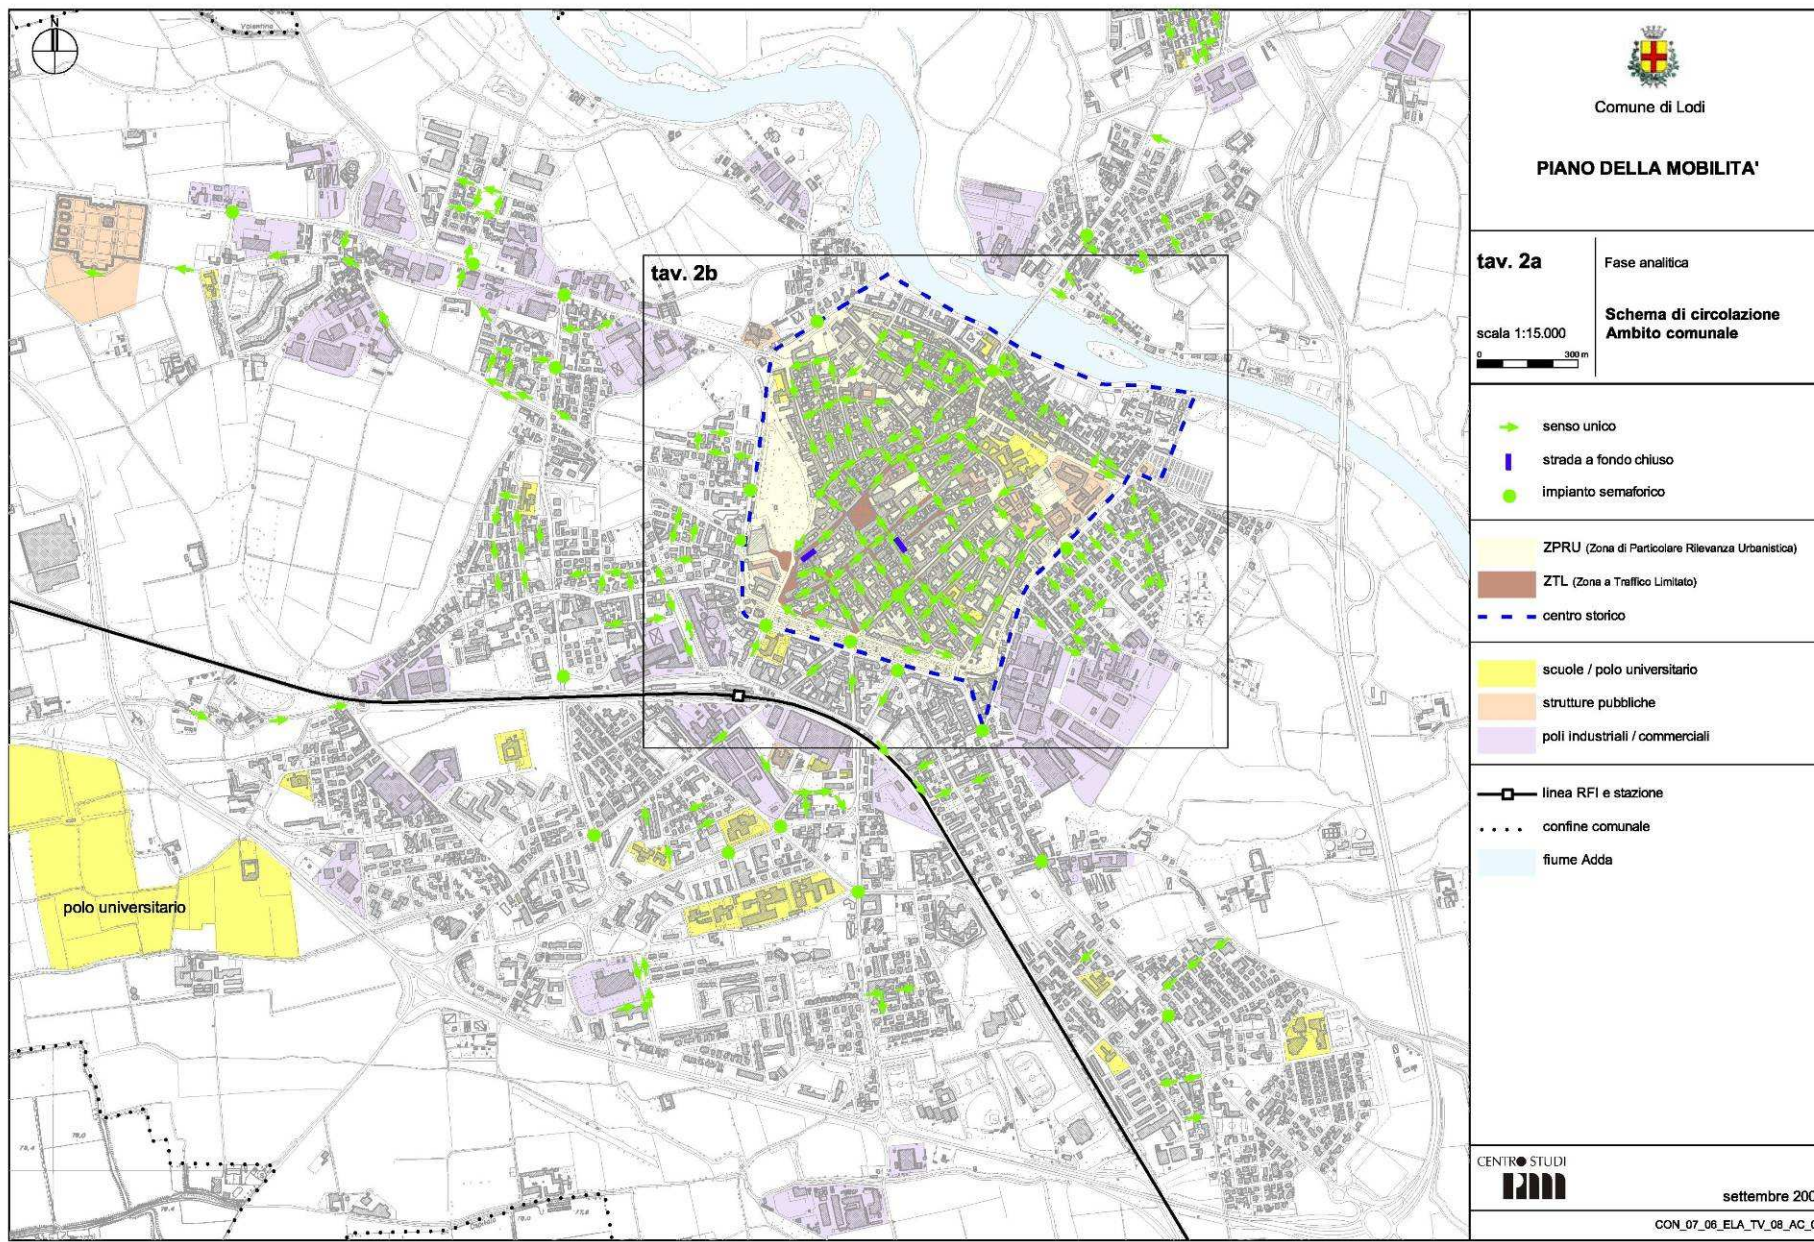 N
Valentino
tav. 2b
polo universitario
Comune di Lodi
PIANO DELLA MOBILITA'
tav. 2a
Fase analitica
scala 1:15.000
0 300 m
Schema di circolazione
Ambito comunale
senso unico
strada a fondo chiuso
impianto semaforico
ZPRU (Zona di Particolare Rilevanza Urbanistica)
ZTL (Zona a Traffico Limitato)
centro storico
scuole / polo universitario
strutture pubbliche
poli industriali / commerciali
linea RFI e stazione
confine comunale
fiume Adda
CENTRO STUDI
PIM
settembre 200
CON_07_06_ELA_TV_08_AC_0